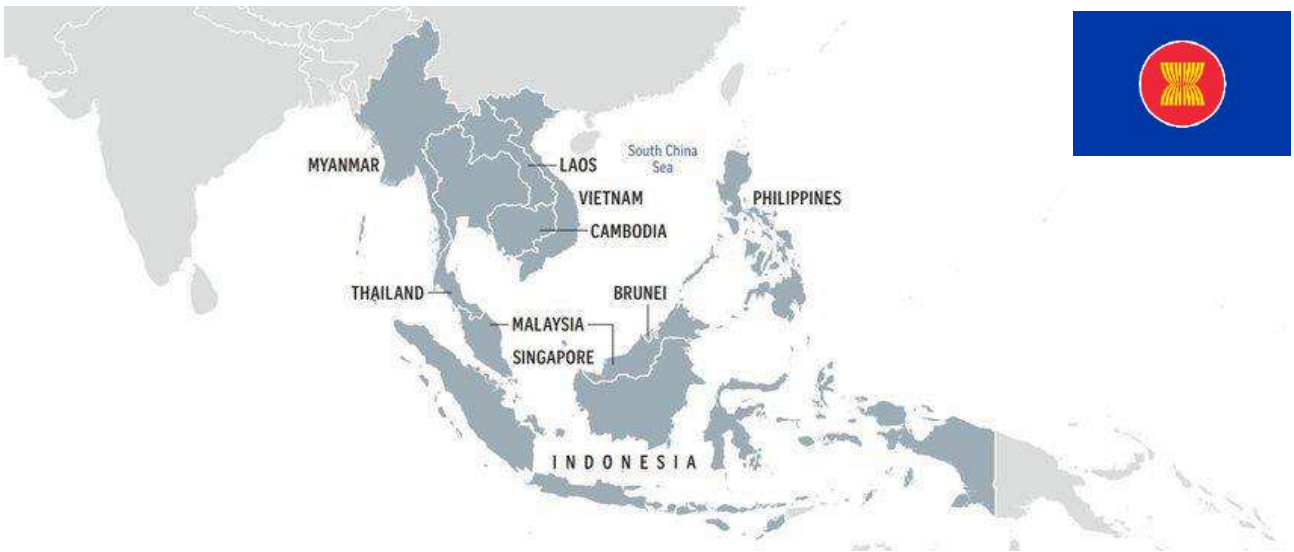 MYANMAR
LAOS
South China
Sea
VIETNAM
PHILIPPINES
CAMBODIA
THAILAND
BRUNEI
MALAYSIA
SINGAPORE
INDONESIA